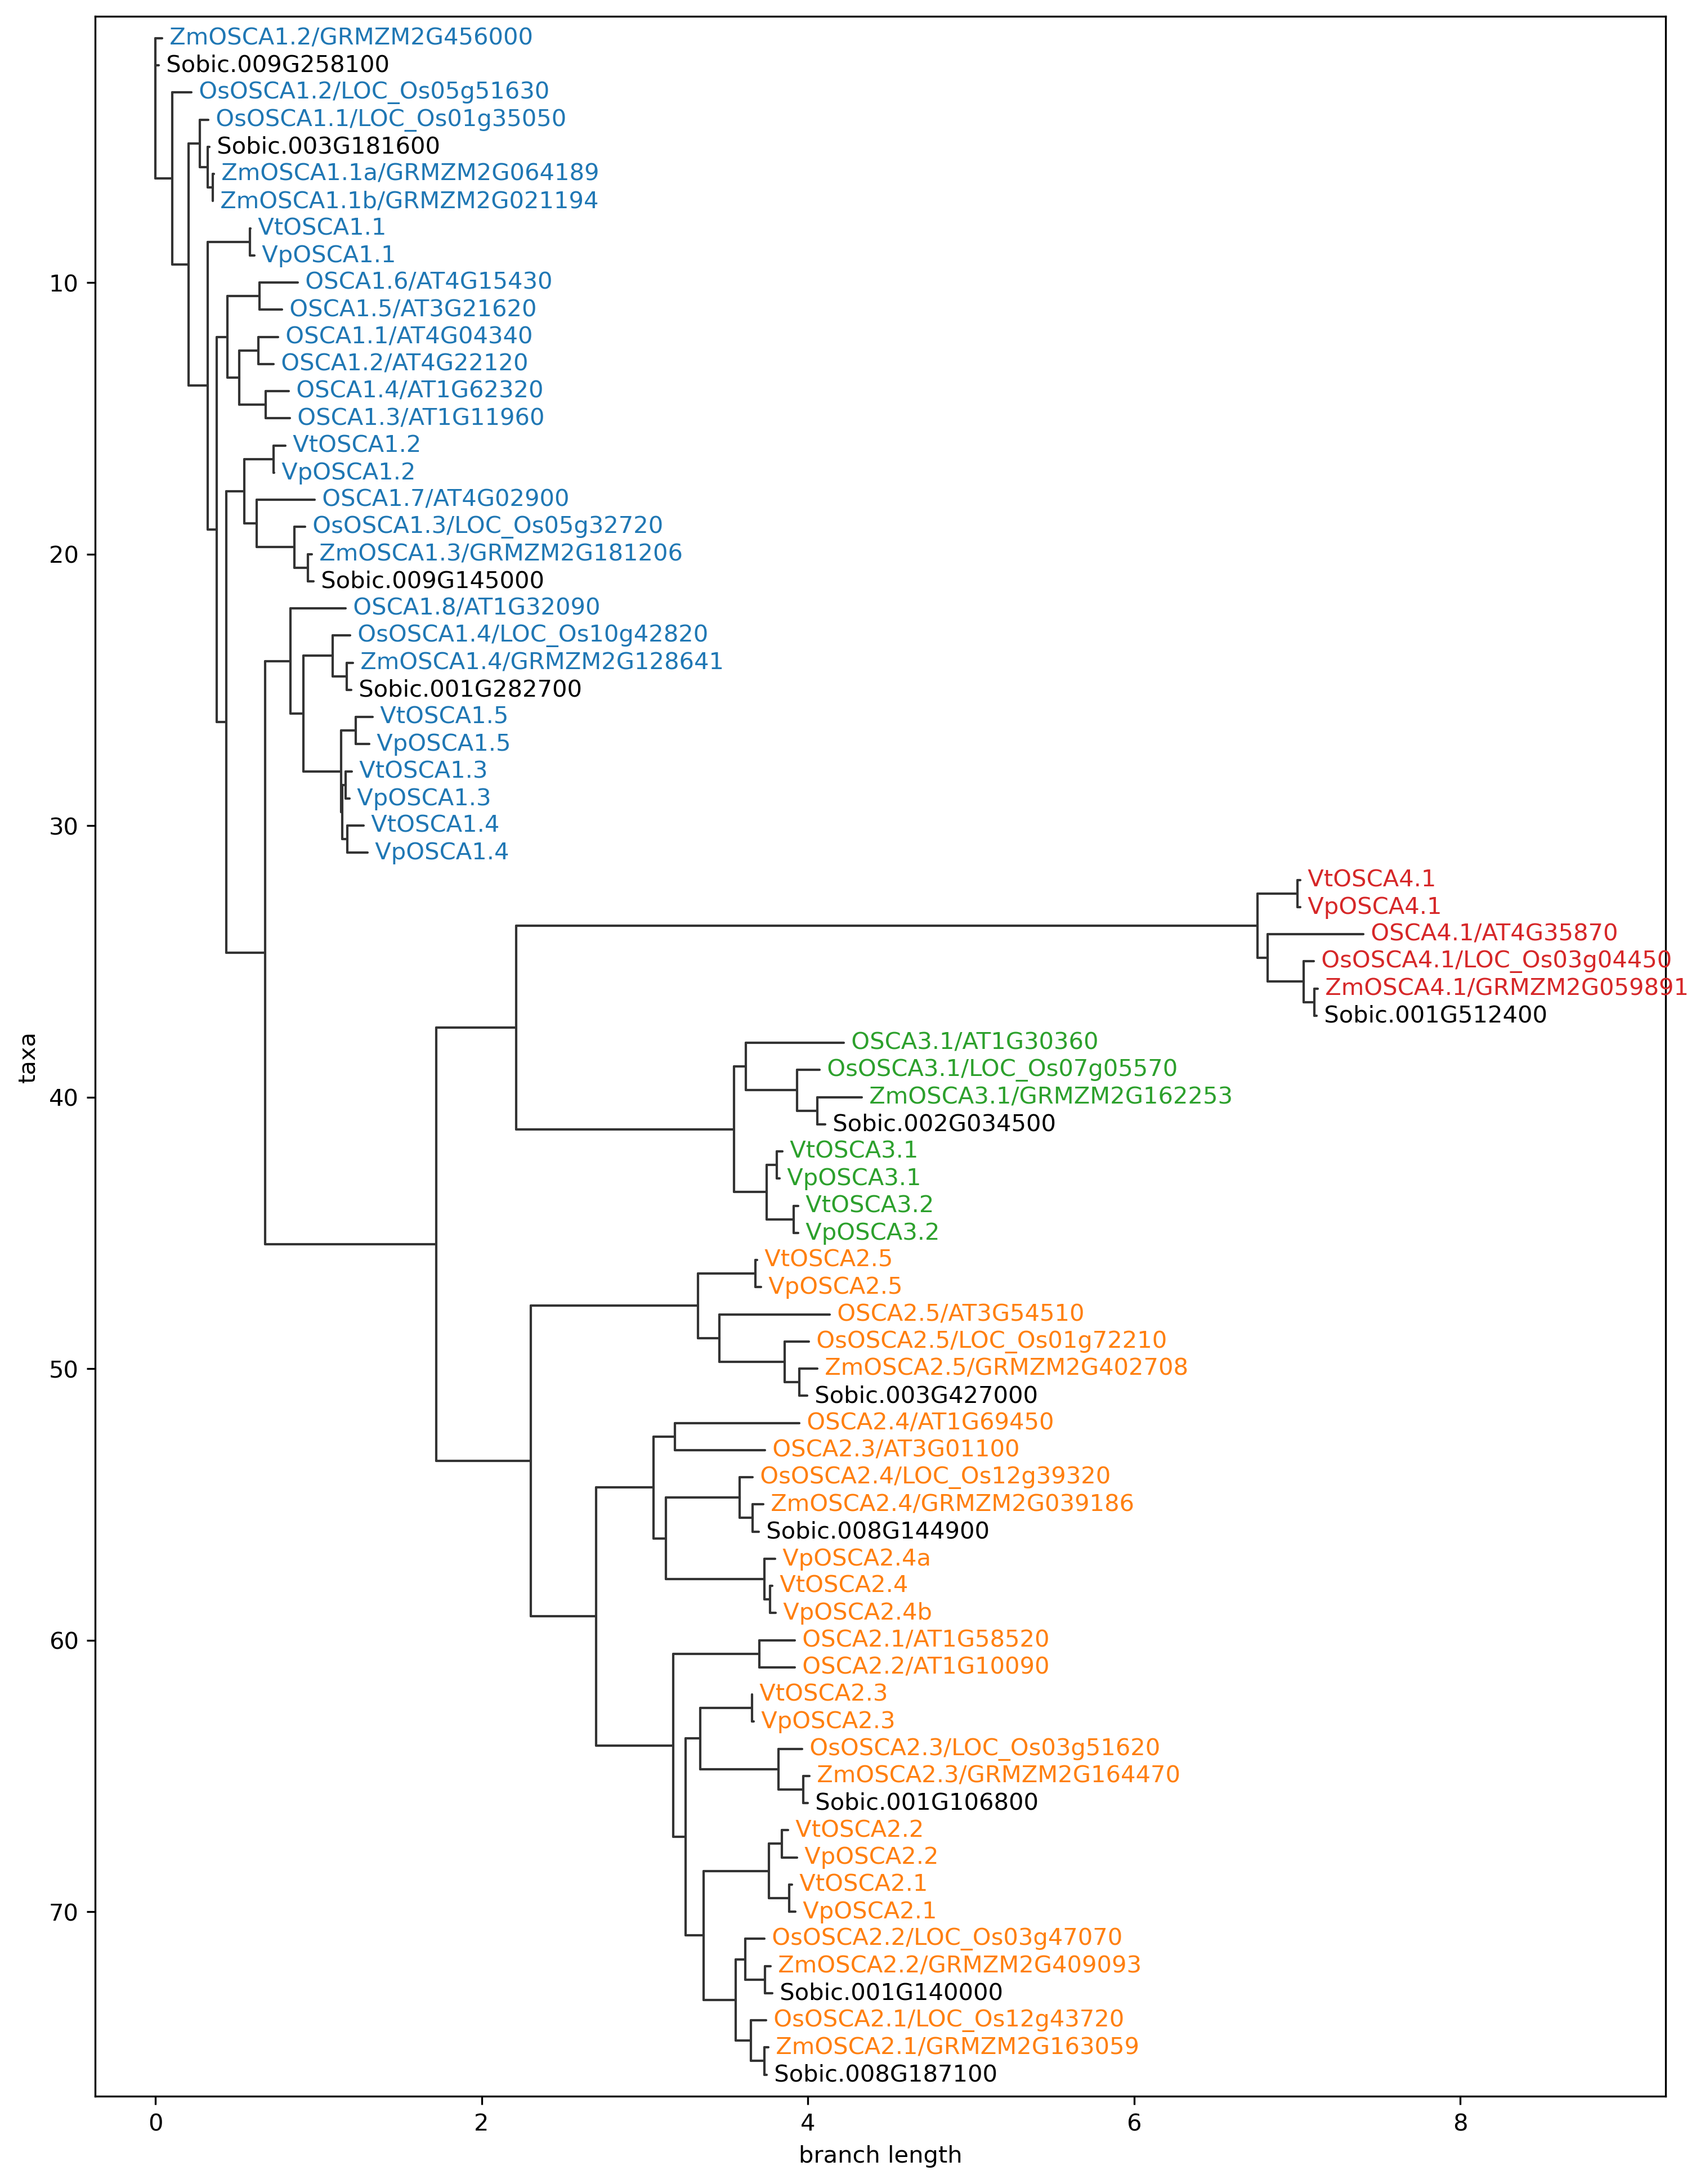 ZmOSCA1.2/GRMZM2G456000
Sobic.009G258100
OsOSCA1.2/LOC_Os05g51630
OsOSCA1.1/LOC_Os01g35050
Sobic.003G181600
ZmOSCA1.1a/GRMZM2G064189
ZmOSCA1.1b/GRMZM2G021194
VtOSCA1.1
VpOSCA1.1
10
OSCA1.6/AT4G15430
OSCA1.5/AT3G21620
OSCA1.1/AT4G04340
OSCA1.2/AT4G22120
OSCA1.4/AT1G62320
OSCA1.3/AT1G11960
VtOSCA1.2
VpOSCA1.2
OSCA1.7/AT4G02900
OsOSCA1.3/LOC_Os05g32720
20
ZmOSCA1.3/GRMZM2G181206
Sobic.009G145000
OSCA1.8/AT1G32090
OsOSCA1.4/LOC_Os10g42820
ZmOSCA1.4/GRMZM2G128641
Sobic.001G282700
VtOSCA1.5
VpOSCA1.5
VtOSCA1.3
VpOSCA1.3
30
VtOSCA1.4
VpOSCA1.4
VtOSCA4.1
VpOSCA4.1
OSCA4.1/AT4G35870
OsOSCA4.1/LOC_Os03g04450
ZmOSCA4.1/GRMZM2G059891
Sobic.001G512400
OSCA3.1/AT1G30360
taxa
OsOSCA3.1/LOC_Os07g05570
40
ZmOSCA3.1/GRMZM2G162253
Sobic.002G034500
VtOSCA3.1
VpOSCA3.1
VtOSCA3.2
VpOSCA3.2
VtOSCA2.5
VpOSCA2.5
OSCA2.5/AT3G54510
OsOSCA2.5/LOC_Os01g72210
50
ZmOSCA2.5/GRMZM2G402708
Sobic.003G427000
OSCA2.4/AT1G69450
OSCA2.3/AT3G01100
OsOSCA2.4/LOC_Os12g39320
ZmOSCA2.4/GRMZM2G039186
Sobic.008G144900
VpOSCA2.4a
VtOSCA2.4
VpOSCA2.4b
60
OSCA2.1/AT1G58520
OSCA2.2/AT1G10090
VtOSCA2.3
VpOSCA2.3
OsOSCA2.3/LOC_Os03g51620
ZmOSCA2.3/GRMZM2G164470
Sobic.001G106800
VtOSCA2.2
VpOSCA2.2
VtOSCA2.1
70
VpOSCA2.1
OsOSCA2.2/LOC_Os03g47070
ZmOSCA2.2/GRMZM2G409093
Sobic.001G140000
OsOSCA2.1/LOC_Os12g43720
ZmOSCA2.1/GRMZM2G163059
Sobic.008G187100
0 2 4 6 8
branch length